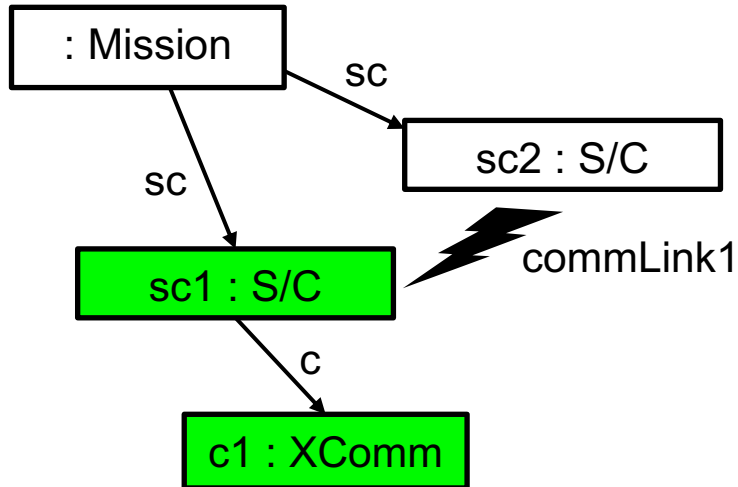 : Mission
sc
sc2 : S/C
sc
commLink1
sc1 : S/C
c
c1 : XComm